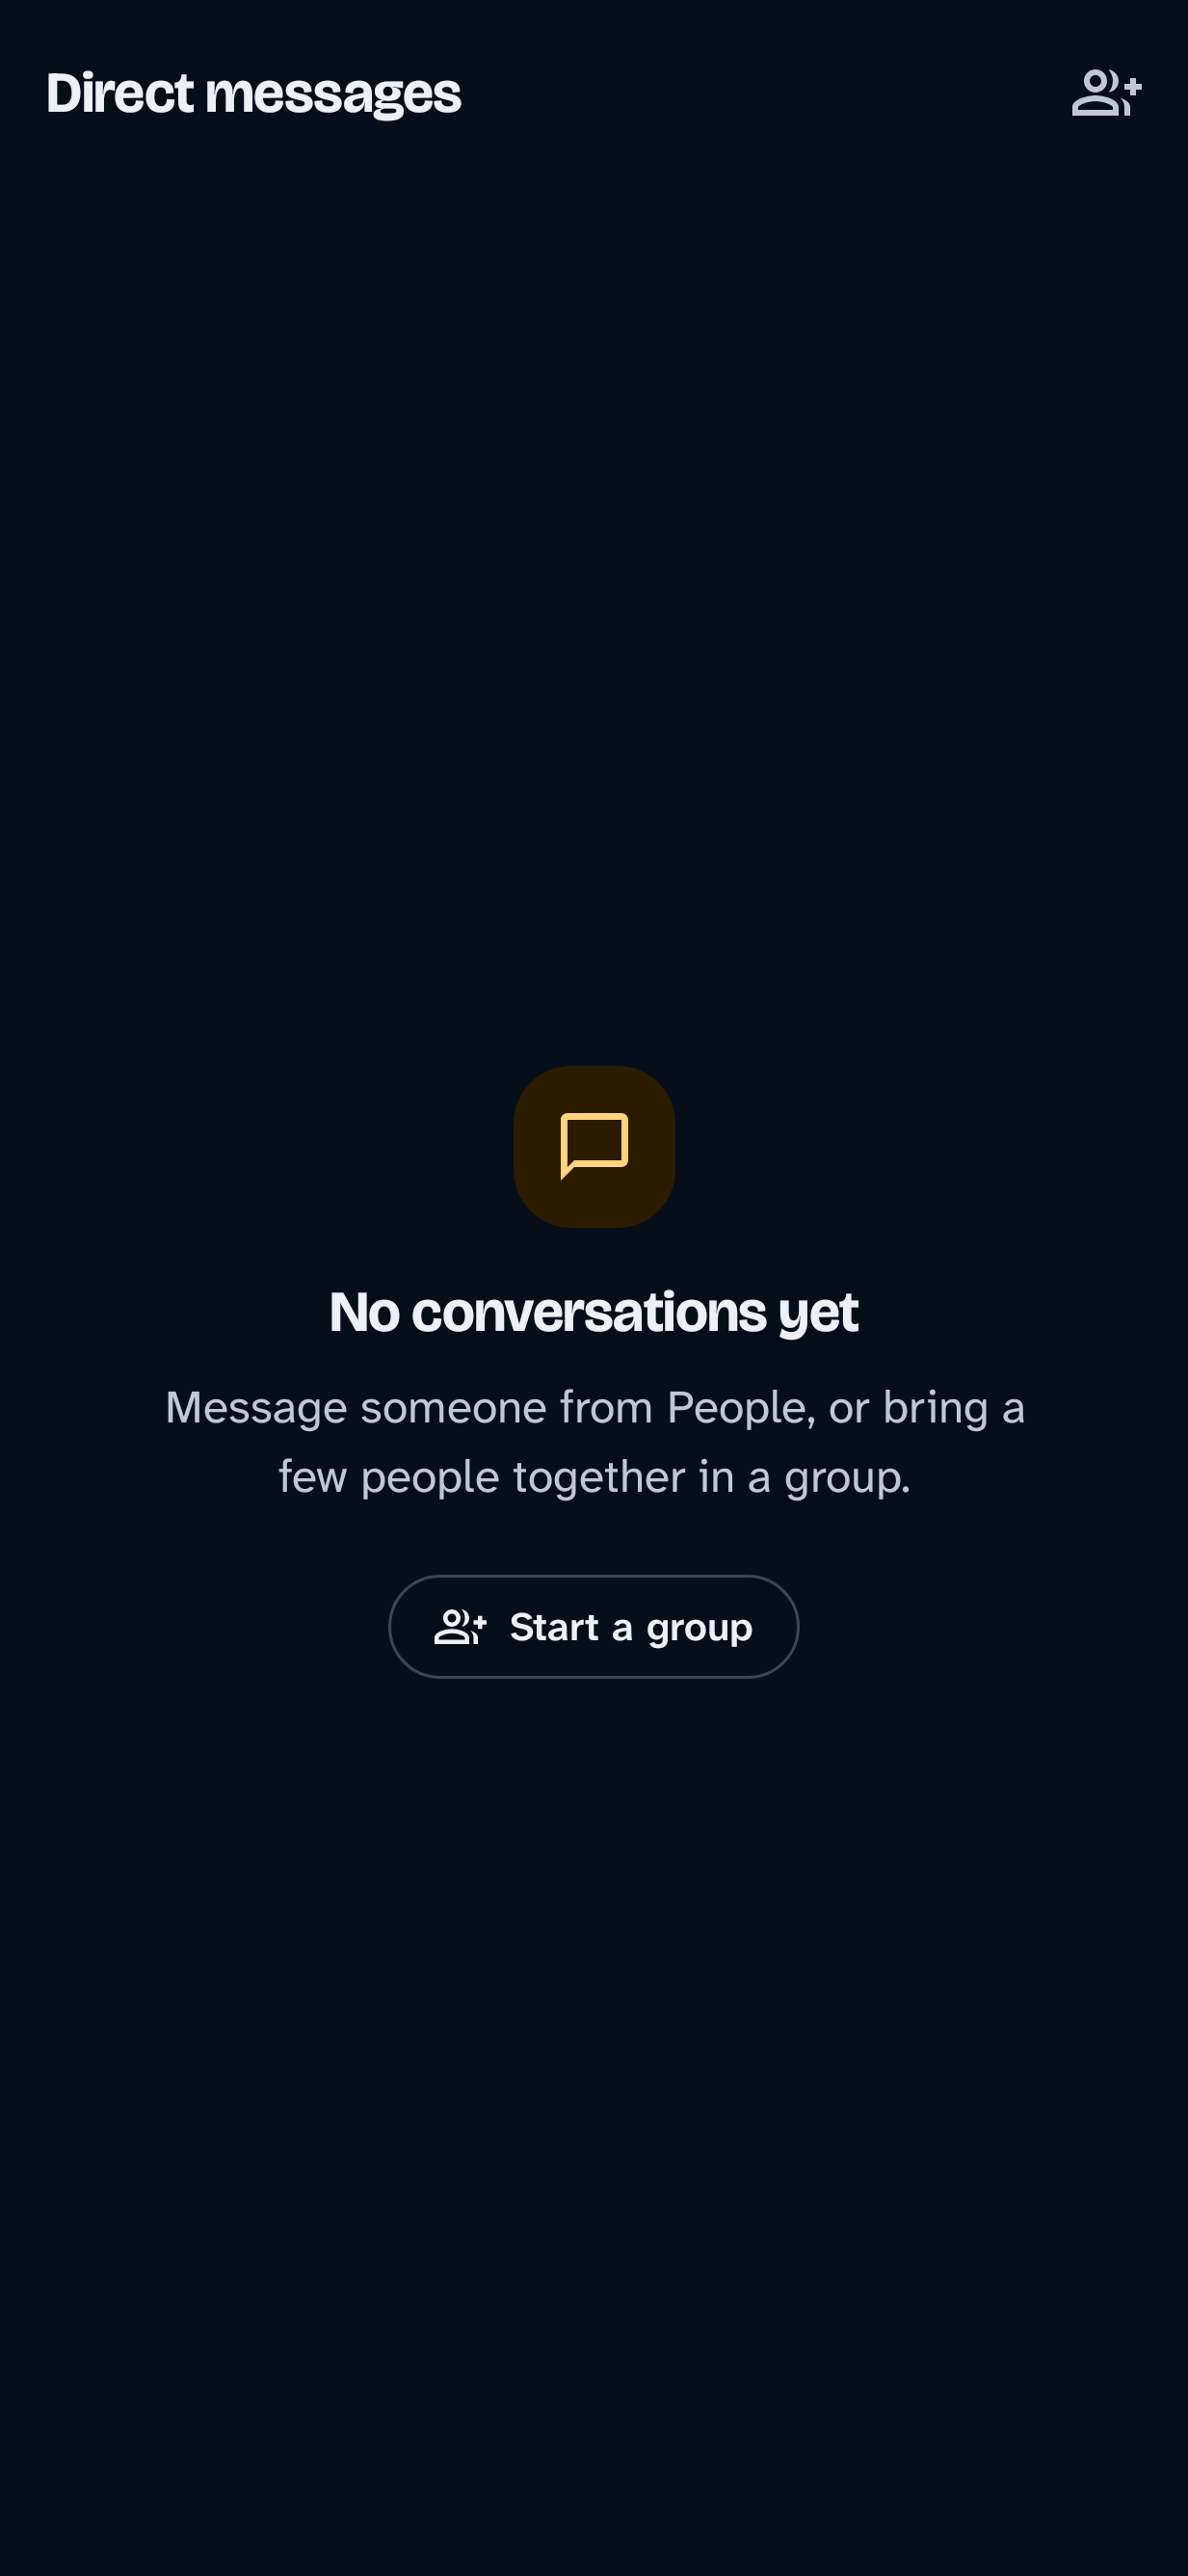 Direct messages
No conversations yet
Message someone from People, or bring a
few people together in a group.
Start a group